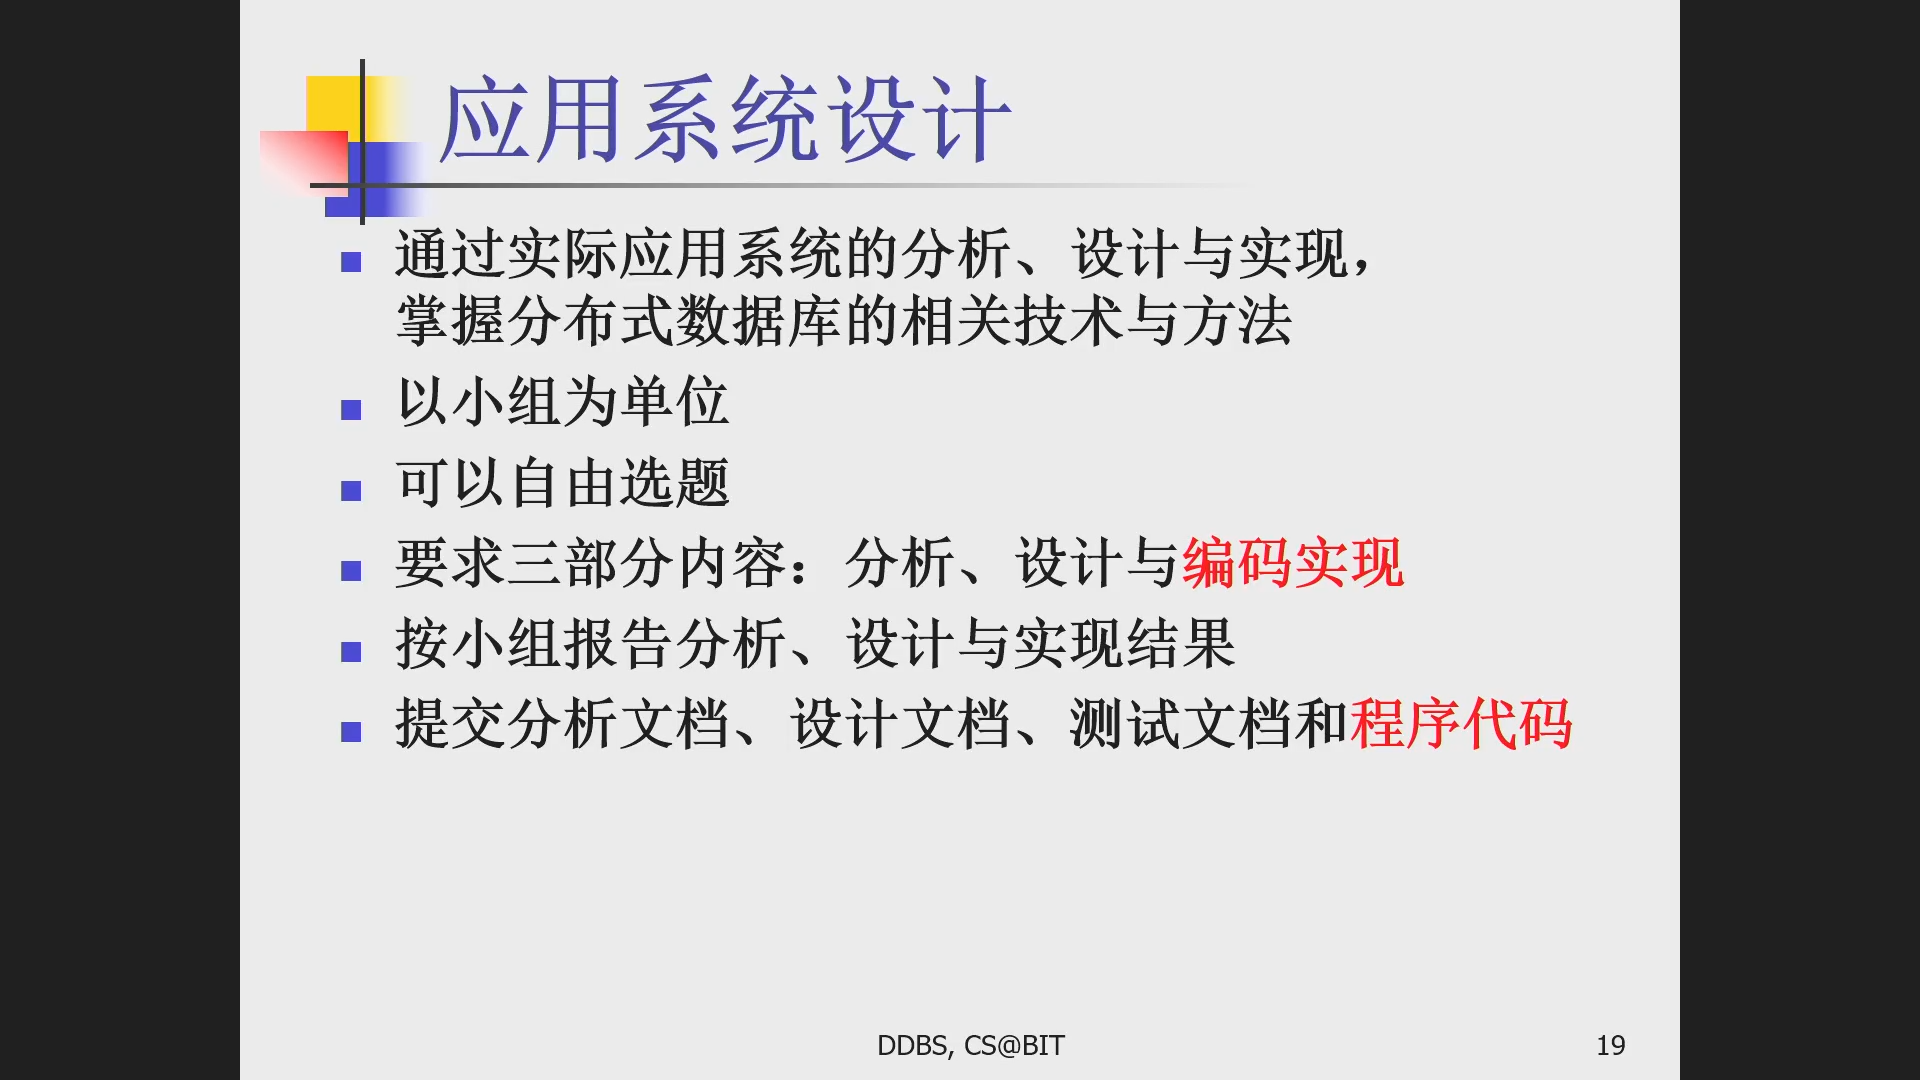 应用系统设计
通过实际应用系统的分析、设计与实现，
掌握分布式数据库的相关技术与方法
以小组为单位
可以自由选题
要求三部分内容：分析、设计与编码实现
按小组报告分析、设计与实现结果
提交分析文档、设计文档、测试文档和程序代码
DDBS, CS@BIT
19